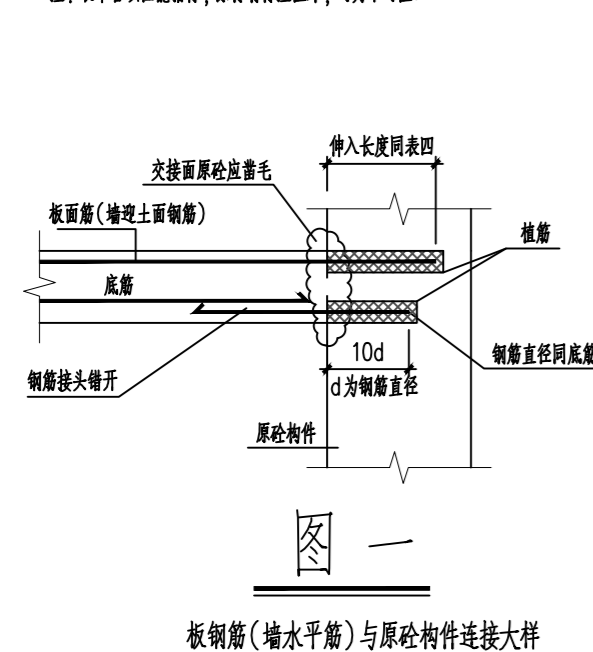 伸入长度同表四
交接面原砼应凿毛
板面筋(墙迎土面钢筋)
植筋
底筋
10d
钢筋直径同底筋
d为钢筋直径
钢筋接头错开
原砼构件
图 一
板钢筋(墙水平筋)与原砼构件连接大样